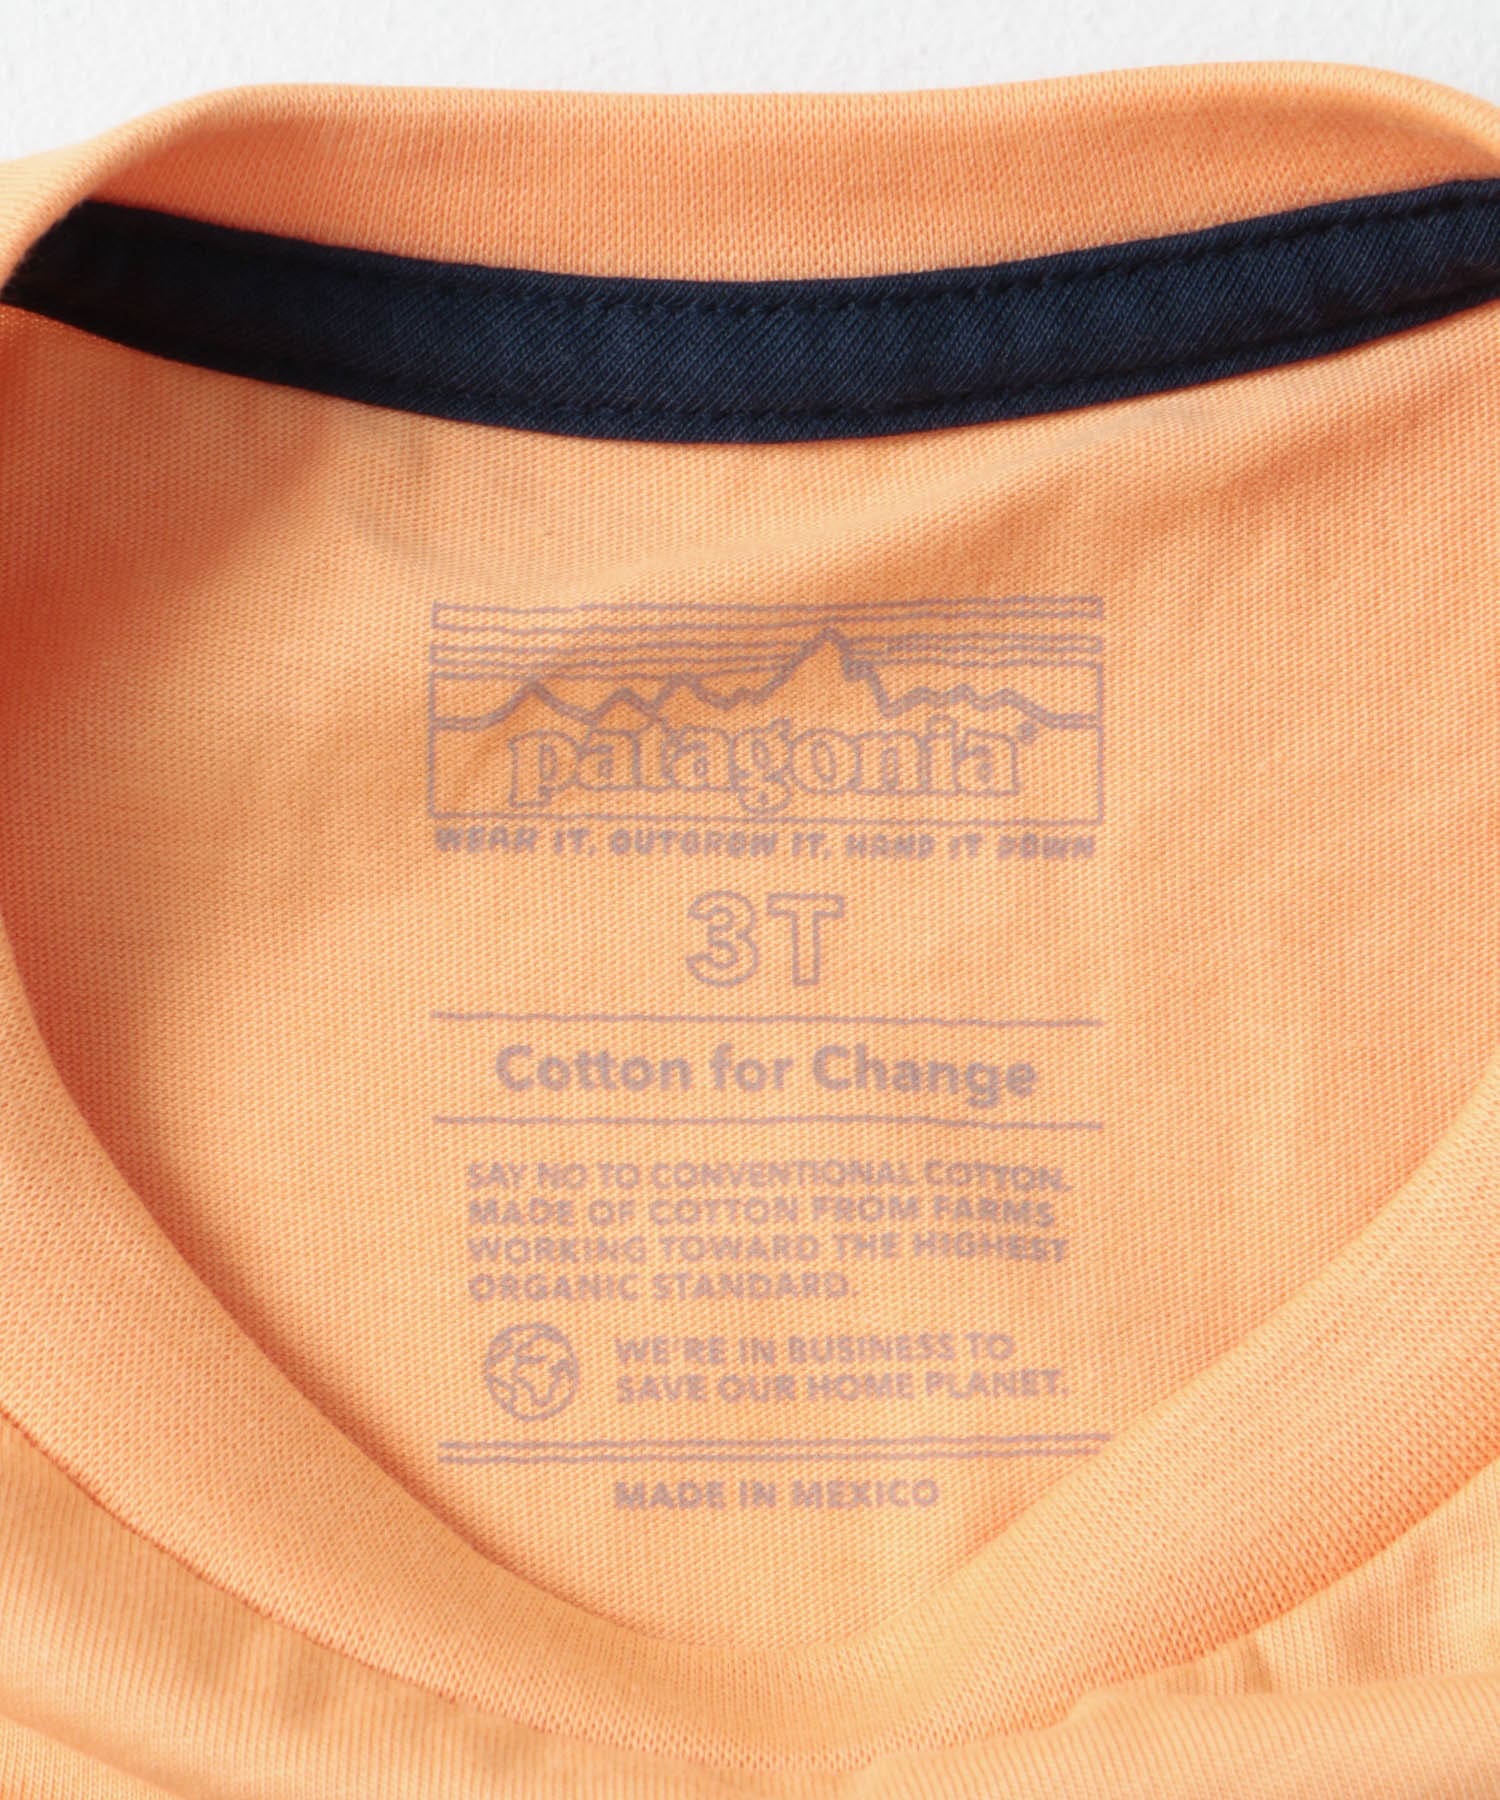 patagonia®
WEAR IT, OUTGROW IT, HAND IT DOWN
3T
Cotton for Change
SAY NO TO CONVENTIONAL COTTON.
MADE OF COTTON FROM FARMS
WORKING TOWARD THE HIGHEST
ORGANIC STANDARD.
WE'RE IN BUSINESS TO
SAVE OUR HOME PLANET.
MADE IN MEXICO